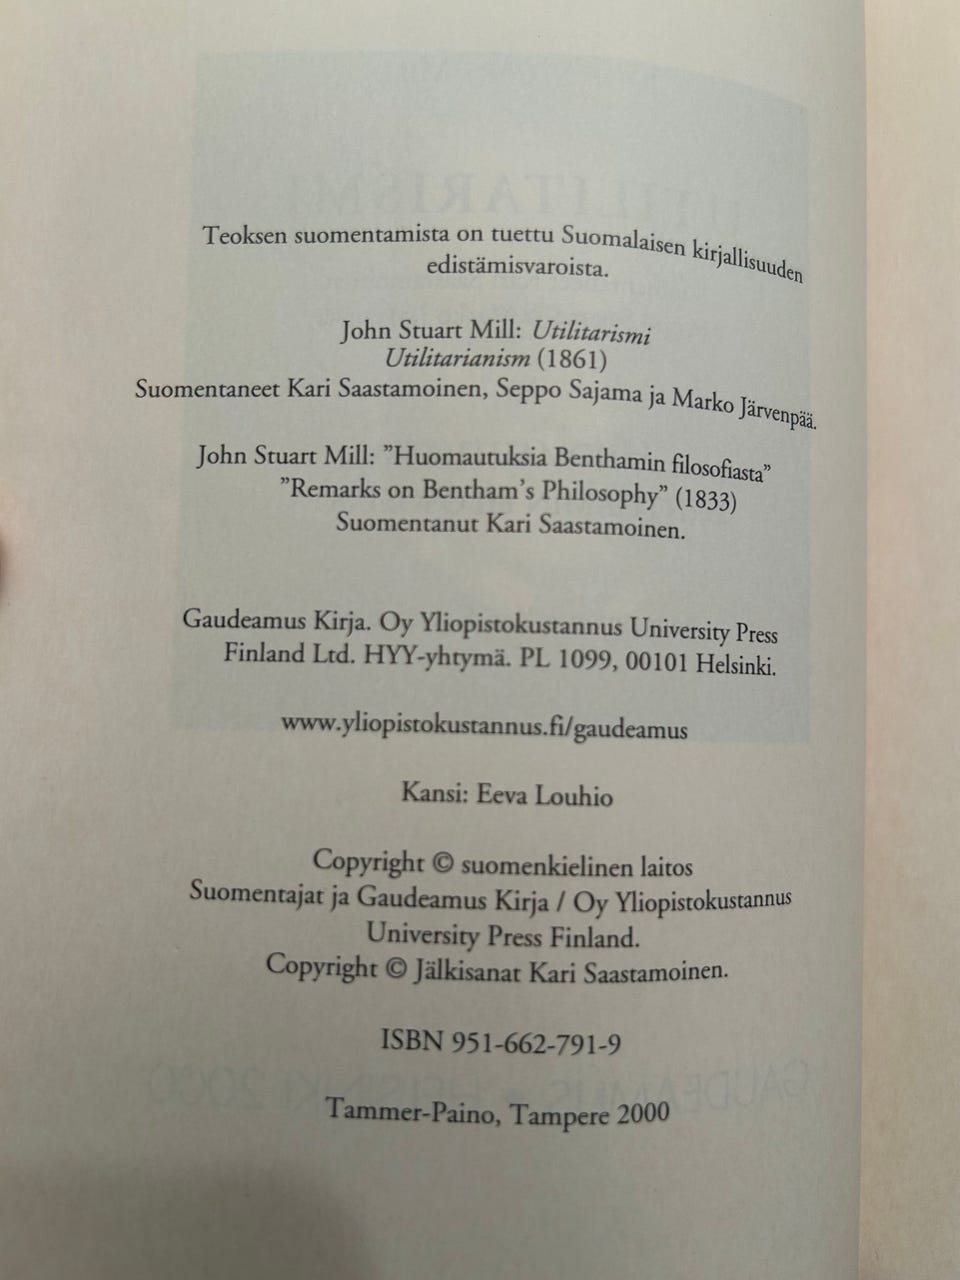 Teoksen suomentamista on tuettu Suomalaisen kirjallisuuden
edistämisvaroista.
John Stuart Mill: Utilitarismi
Utilitarianism (1861)
Suomentaneet Kari Saastamoinen, Seppo Sajama ja Marko Järvenpää.
John Stuart Mill: ”Huomautuksia Benthamin filosofiasta”
”Remarks on Bentham's Philosophy” (1833)
Suomentanut Kari Saastamoinen.
Gaudeamus Kirja. Oy Yliopistokustannus University Press
Finland Ltd. HYY-yhtymä. PL 1099, 00101 Helsinki.
www.yliopistokustannus.fi/gaudeamus
Kansi: Eeva Louhio
Copyright © suomenkielinen laitos
Suomentajat ja Gaudeamus Kirja / Oy Yliopistokustannus
University Press Finland.
Copyright © Jälkisanat Kari Saastamoinen.
ISBN 951-662-791-9
Tammer-Paino, Tampere 2000